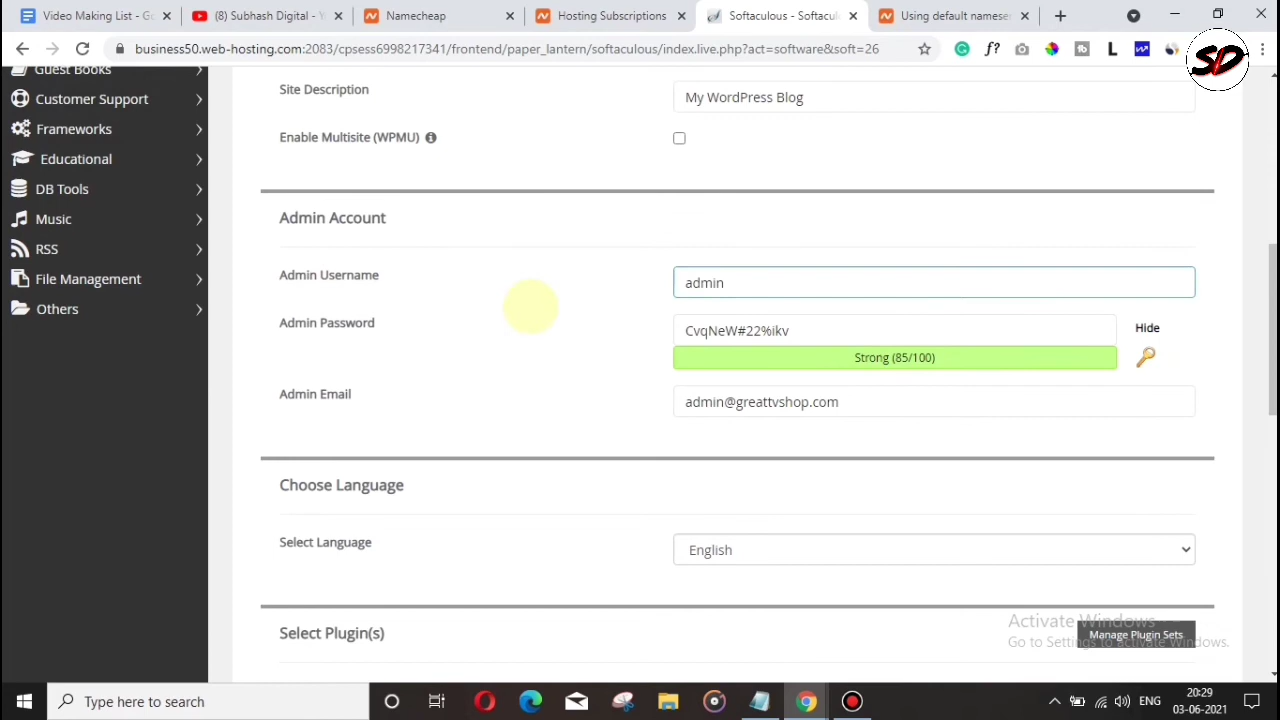 Video Making List - Go
(8) Subhash Digital - Y
Namecheap
Hosting Subscriptions
Softaculous - Softacul
Using default nameser
business50.web-hosting.com:2083/cpsess6998217341/frontend/paper_lantern/softaculous/index.live.php?act=software&soft=26
SD
Guest Books
Customer Support
Frameworks
Educational
DB Tools
Music
RSS
File Management
Others
Site Description
My WordPress Blog
Enable Multisite (WPMU)
Admin Account
Admin Username
admin
Admin Password
CvqNeW#22%ikv
Hide
Strong (85/100)
Admin Email
admin@greattvshop.com
Choose Language
Select Language
English
Select Plugin(s)
Manage Plugin Sets
Activate Windows
Go to Settings to activate Windows.
Type here to search
ENG
20:29
03-06-2021